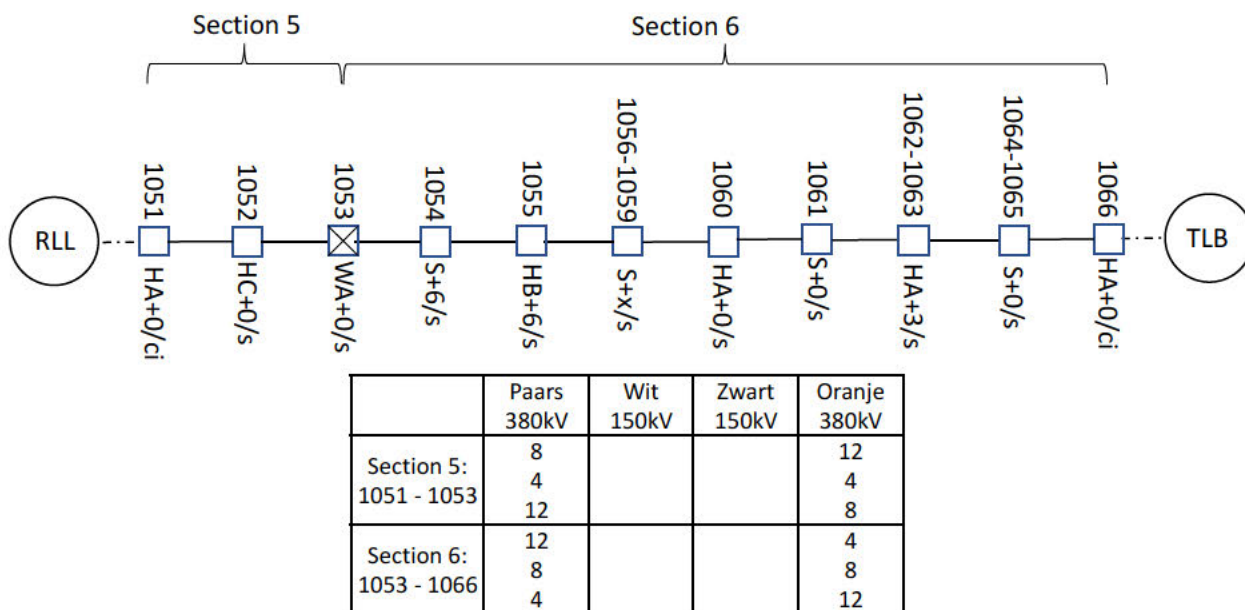 Section 5
Section 6
1051
1052
1053
1054
1055
1056-1059
1060
1061
1062-1063
1064-1065
1066
RLL
TLB
HA+0/ci
HC+0/s
WA+0/s
S+6/s
HB+6/s
S+x/s
HA+0/s
S+0/s
HA+3/s
S+0/s
HA+0/ci
Paars Wit Zwart Oranje
380kV 150kV 150kV 380kV
Section 5:
1051 - 1053
8 12
4 4
12 8
Section 6:
1053 - 1066
12 4
8 8
4 12